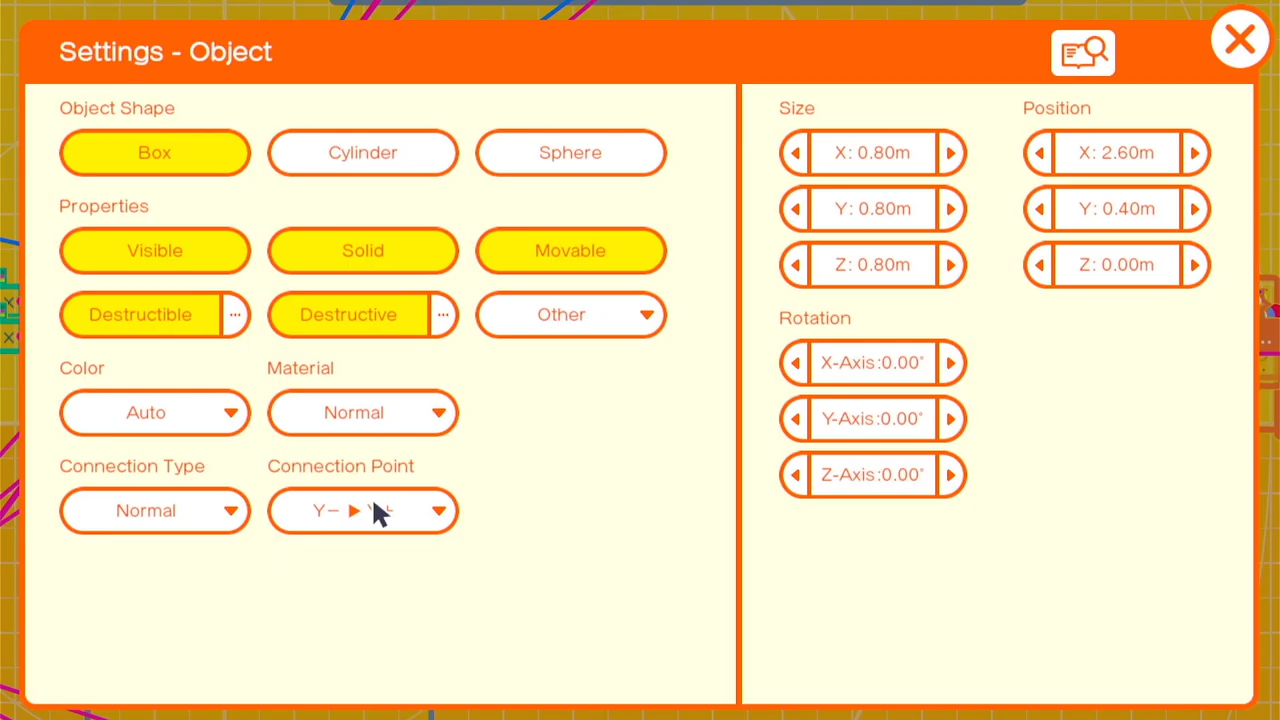 Settings - Object
Object Shape
Box
Cylinder
Sphere
Properties
Visible
Solid
Movable
Destructible ...
Destructive ...
Other
Color
Material
Auto
Normal
Connection Type
Connection Point
Normal
Y− ▶
Size
X: 0.80m
Y: 0.80m
Z: 0.80m
Position
X: 2.60m
Y: 0.40m
Z: 0.00m
Rotation
X-Axis:0.00°
Y-Axis:0.00°
Z-Axis:0.00°